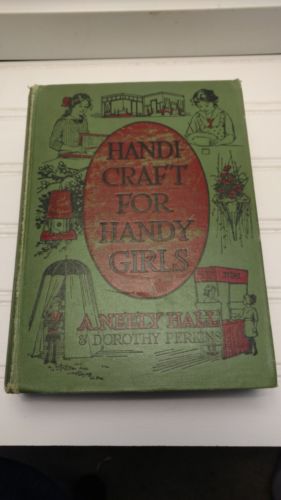 HANDI
CRAFT
FOR
HANDY
GIRLS
A. NEELY HALL
& DOROTHY PERKINS